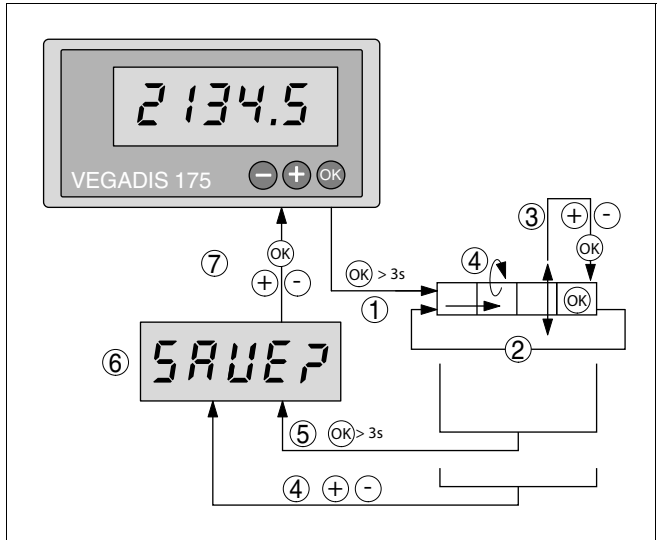 2134.5
VEGADIS 175 − + OK
③ + -
OK
⑦ OK
+ -
OK > 3s
④
①
OK
②
⑥ SAVE?
⑤ OK > 3s
④ + -